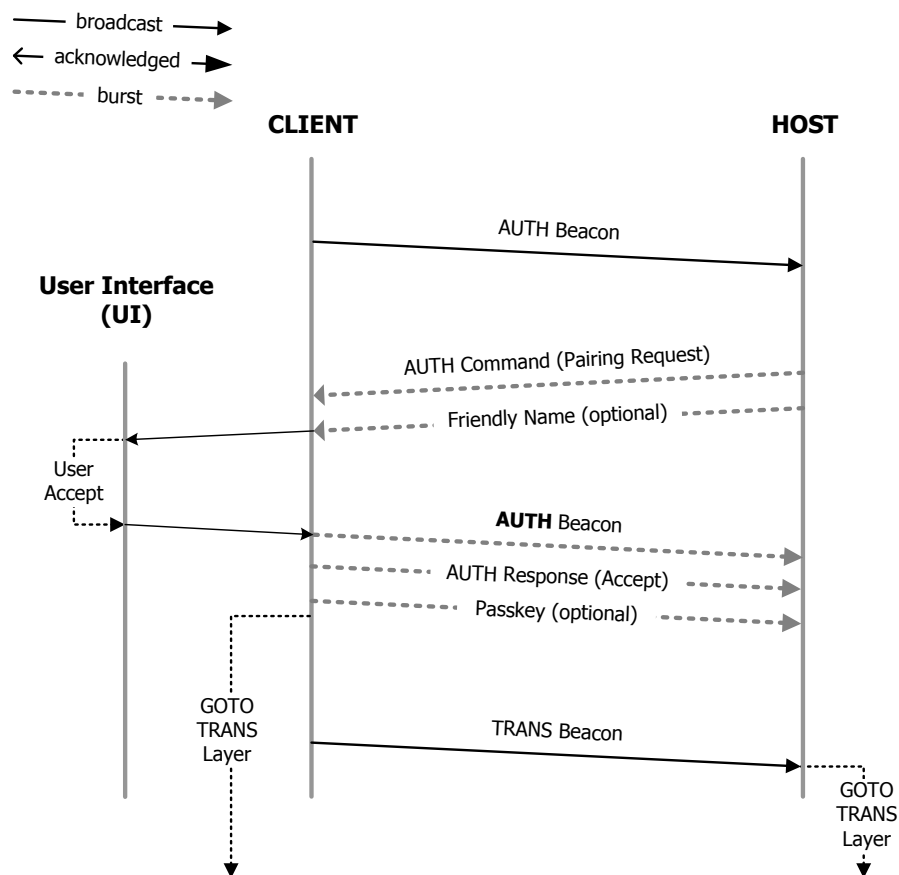 broadcast
acknowledged
burst
CLIENT
HOST
AUTH Beacon
User Interface
(UI)
AUTH Command (Pairing Request)
Friendly Name (optional)
User
Accept
AUTH Beacon
AUTH Response (Accept)
Passkey (optional)
GOTO
TRANS
Layer
TRANS Beacon
GOTO
TRANS
Layer